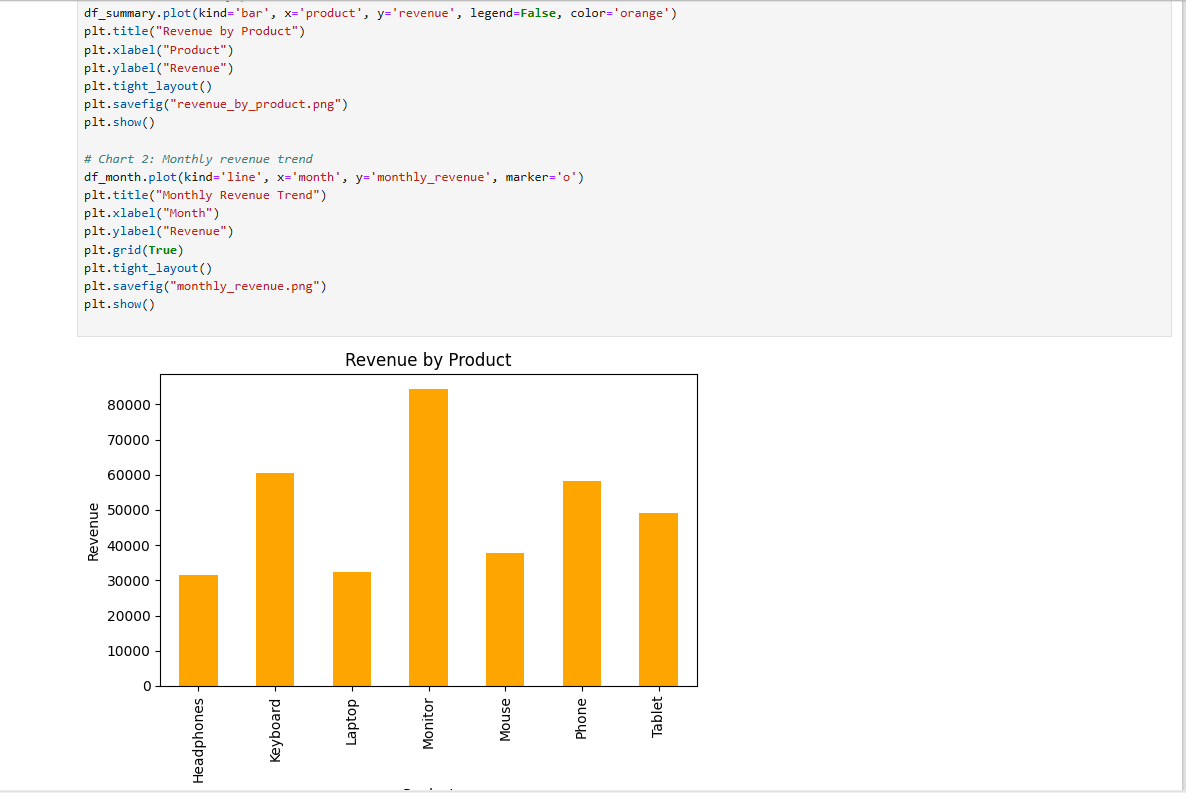 df_summary.plot(kind='bar', x='product', y='revenue', legend=False, color='orange')
plt.title("Revenue by Product")
plt.xlabel("Product")
plt.ylabel("Revenue")
plt.tight_layout()
plt.savefig("revenue_by_product.png")
plt.show()
# Chart 2: Monthly revenue trend
df_month.plot(kind='line', x='month', y='monthly_revenue', marker='o')
plt.title("Monthly Revenue Trend")
plt.xlabel("Month")
plt.ylabel("Revenue")
plt.grid(True)
plt.tight_layout()
plt.savefig("monthly_revenue.png")
plt.show()
Revenue by Product
Revenue
80000
70000
60000
50000
40000
30000
20000
10000
0
Headphones
Keyboard
Laptop
Monitor
Mouse
Phone
Tablet